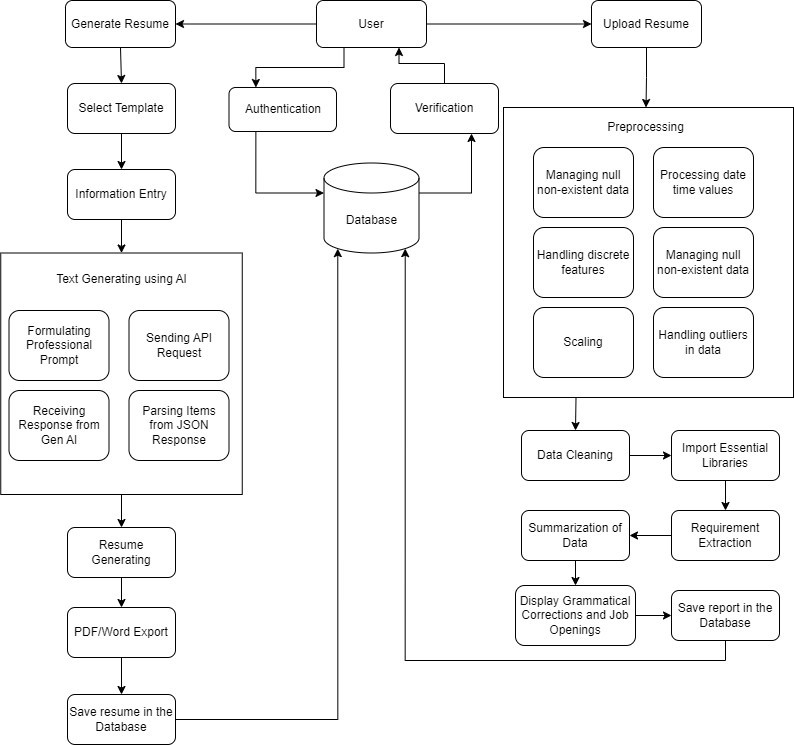 Generate Resume
User
Upload Resume
Select Template
Authentication
Verification
Preprocessing
Managing null
non-existent data
Processing date
time values
Information Entry
Database
Handling discrete
features
Managing null
non-existent data
Text Generating using AI
Formulating
Professional
Prompt
Sending API
Request
Scaling
Handling outliers
in data
Receiving
Response from
Gen AI
Parsing Items
from JSON
Response
Data Cleaning
Import Essential
Libraries
Resume
Generating
Summarization of
Data
Requirement
Extraction
PDF/Word Export
Display Grammatical
Corrections and Job
Openings
Save report in the
Database
Save resume in the
Database